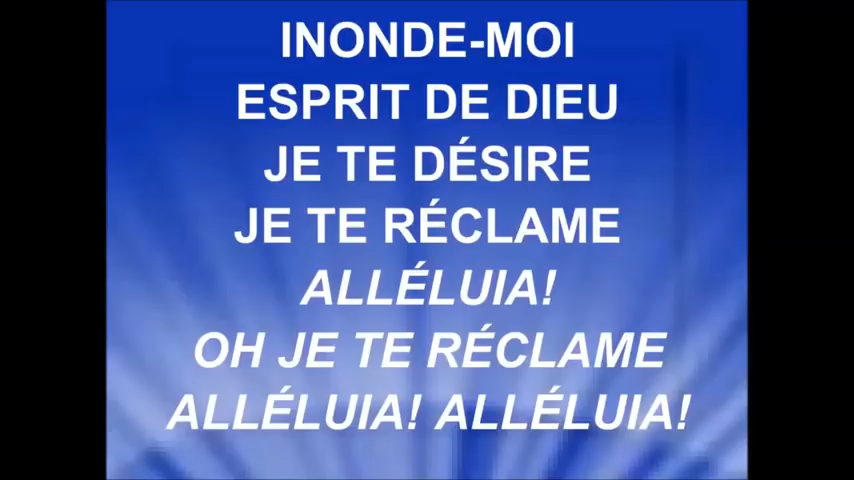 INONDE-MOI
ESPRIT DE DIEU
JE TE DÉSIRE
JE TE RÉCLAME
ALLÉLUIA!
OH JE TE RÉCLAME
ALLÉLUIA! ALLÉLUIA!